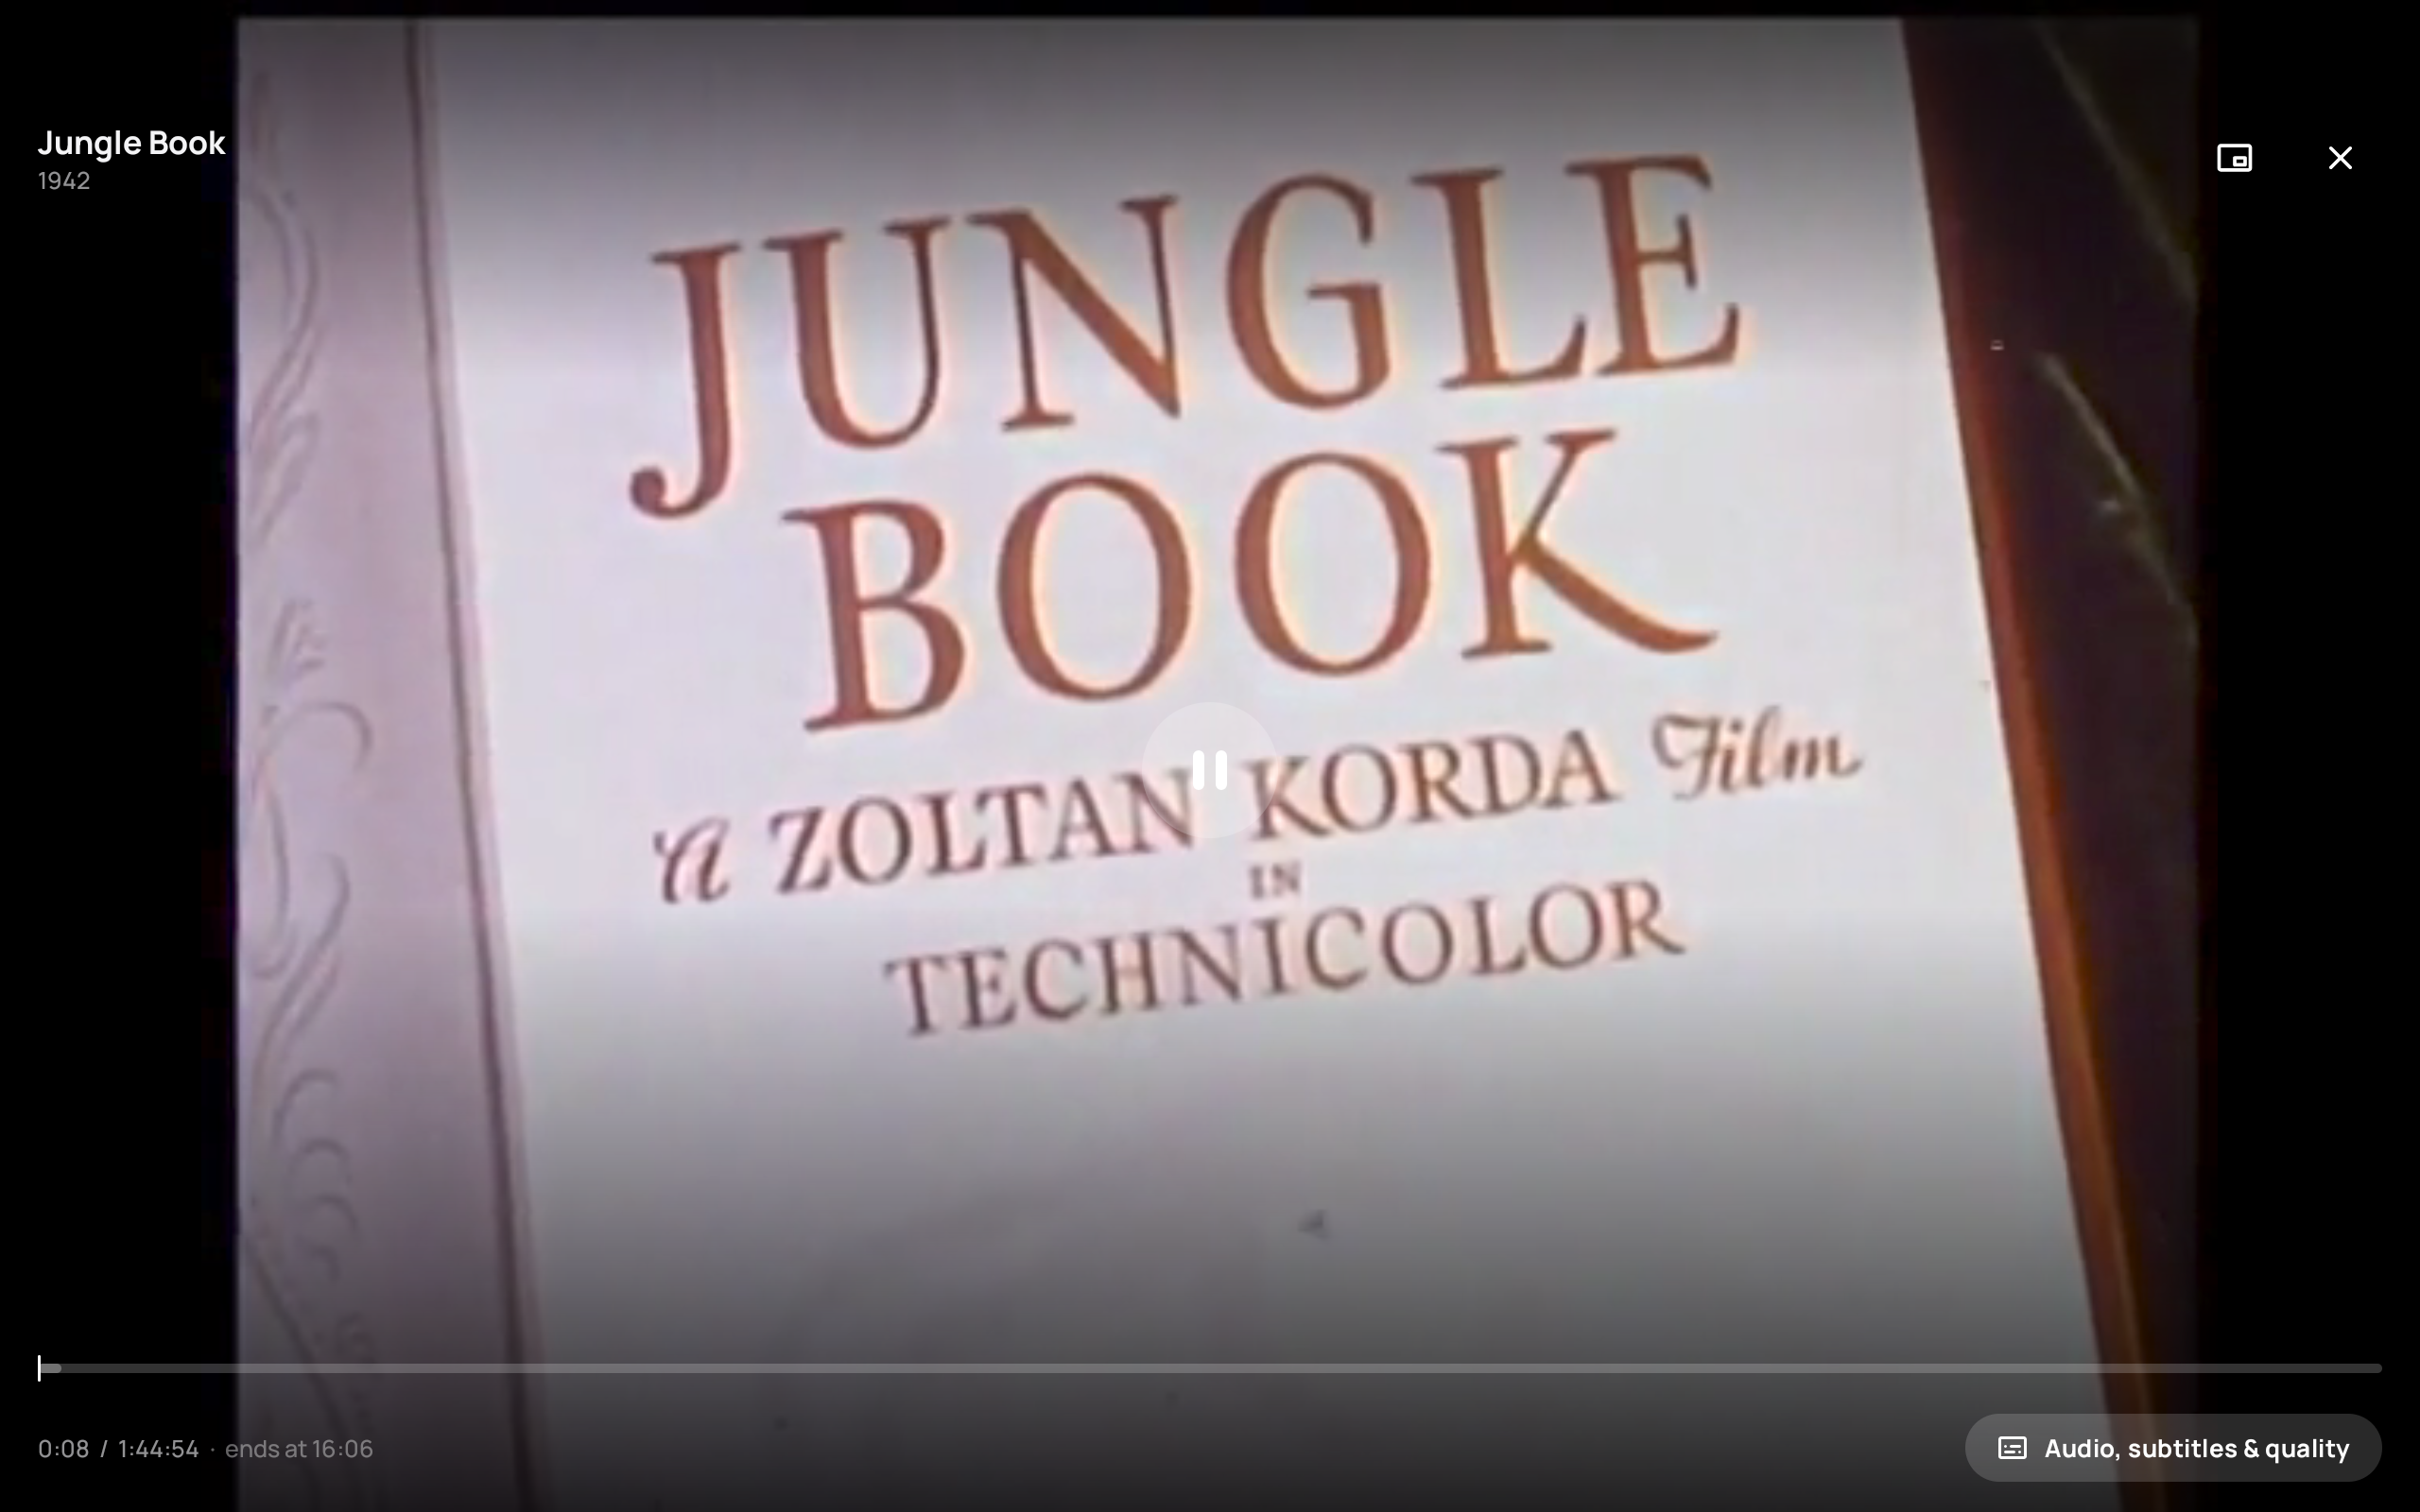 Jungle Book
1942
JUNGLE
BOOK
A ZOLTAN KORDA Film
IN
TECHNICOLOR
0:08 / 1:44:54 · ends at 16:06
Audio, subtitles & quality